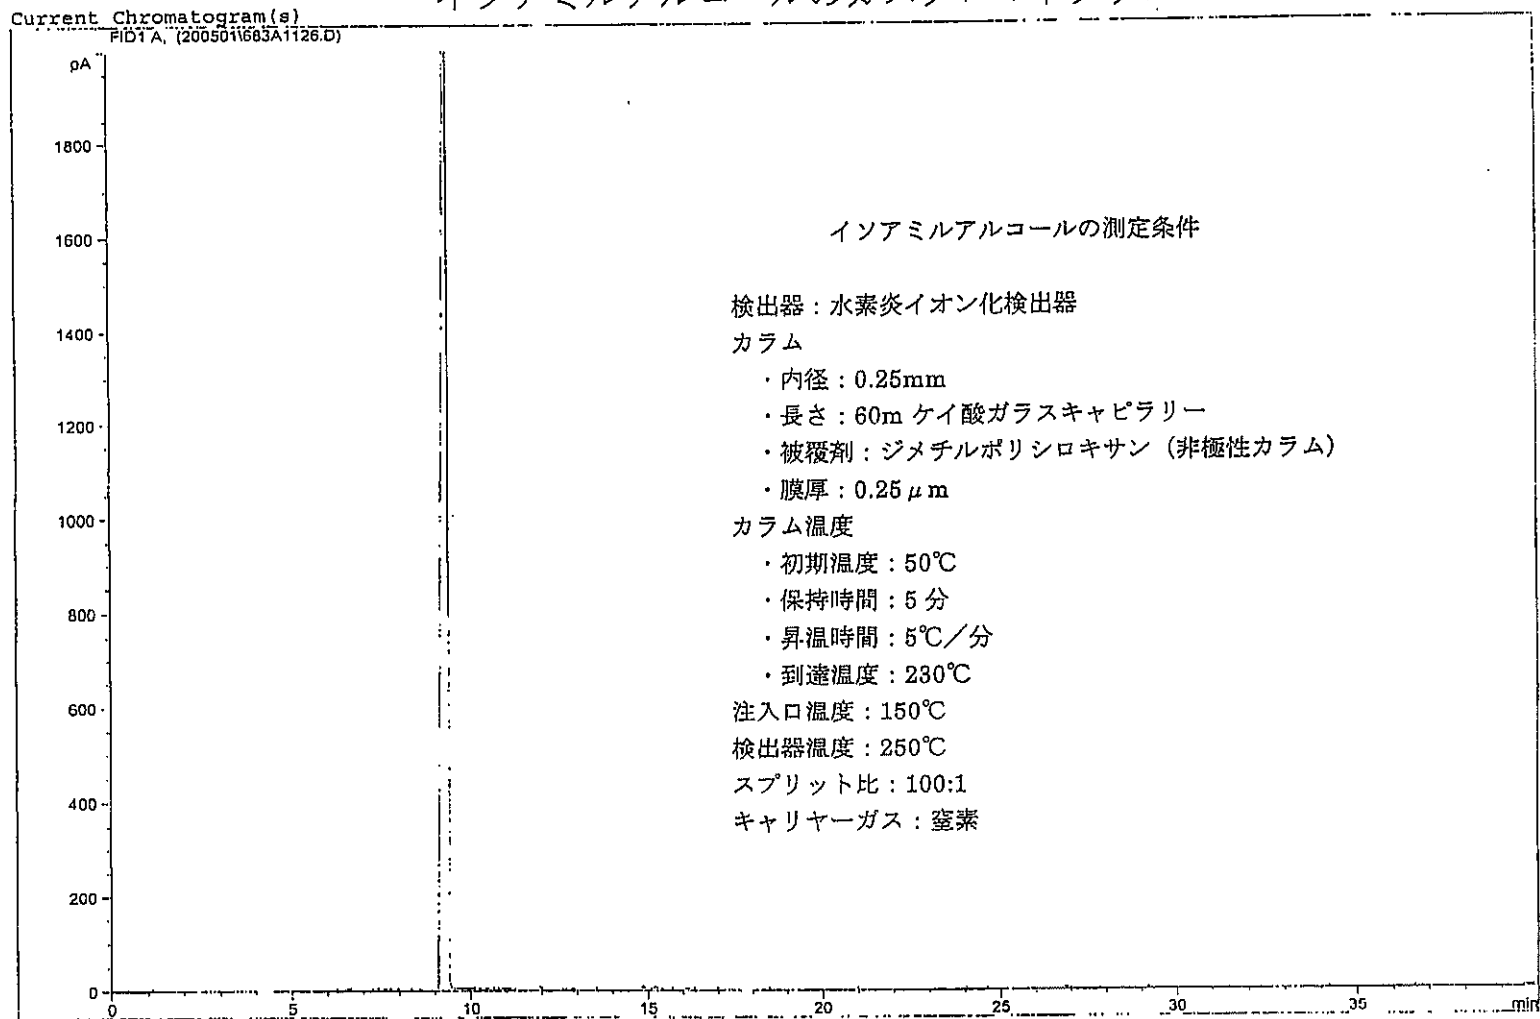 Current Chromatogram(s)
FID1 A, (200501\683A1126.D)
pA
1800
1600
1400
1200
1000
800
600
400
200
0
イソアミルアルコールの測定条件
検出器：水素炎イオン化検出器
カラム
・内径：0.25mm
・長さ：60m ケイ酸ガラスキャピラリー
・被覆剤：ジメチルポリシロキサン（非極性カラム）
・膜厚：0.25μm
カラム温度
・初期温度：50℃
・保持時間：5 分
・昇温時間：5℃／分
・到達温度：230℃
注入口温度：150℃
検出器温度：250℃
スプリット比：100:1
キャリヤーガス：窒素
0 5 10 15 20 25 30 35 min